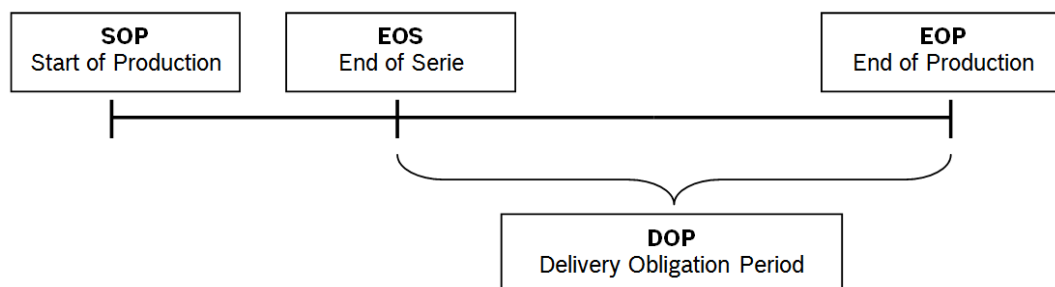 SOP
Start of Production
EOS
End of Serie
EOP
End of Production
DOP
Delivery Obligation Period